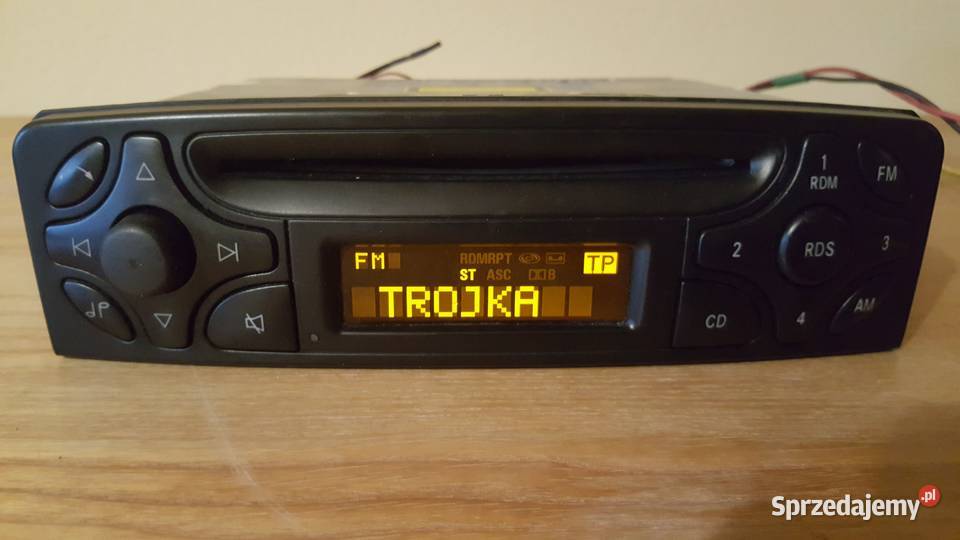 1
RDM
FM
FM
RDMRPT
TP
ST ASC B
2
RDS
3
TROJKA
CD
4
AM
Sprzedajemy.pl